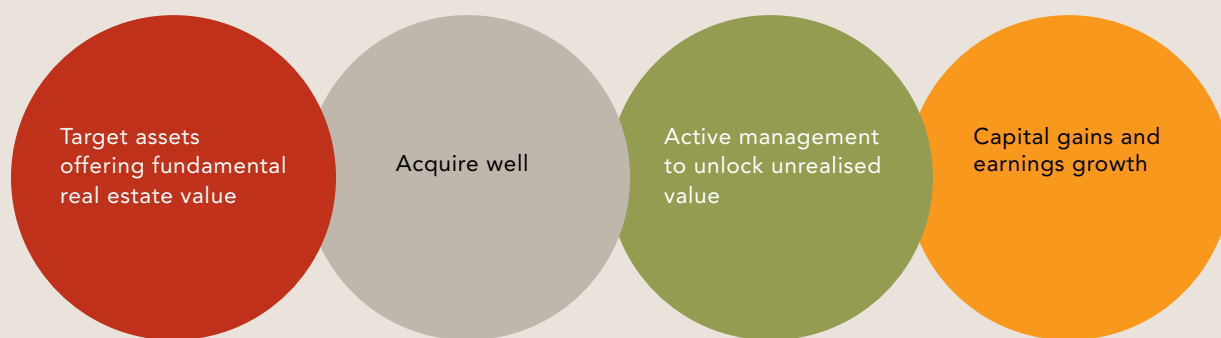 Target assets
offering fundamental
real estate value
Acquire well
Active management
to unlock unrealised
value
Capital gains and
earnings growth